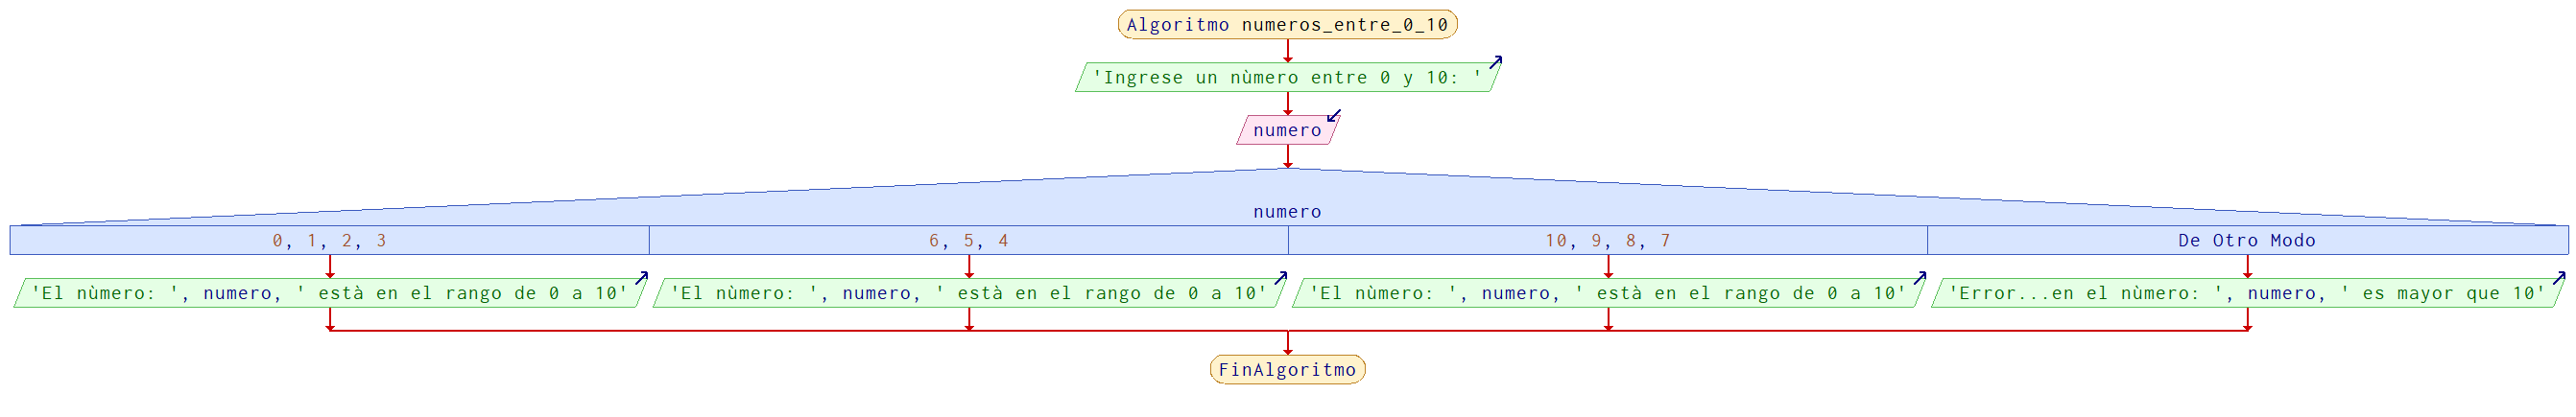 Algoritmo numeros_entre_0_10
'Ingrese un nùmero entre 0 y 10: '
numero
numero
0, 1, 2, 3
6, 5, 4
10, 9, 8, 7
De Otro Modo
'El nùmero: ', numero, ' està en el rango de 0 a 10'
'El nùmero: ', numero, ' està en el rango de 0 a 10'
'El nùmero: ', numero, ' està en el rango de 0 a 10'
'Error...en el nùmero: ', numero, ' es mayor que 10'
FinAlgoritmo